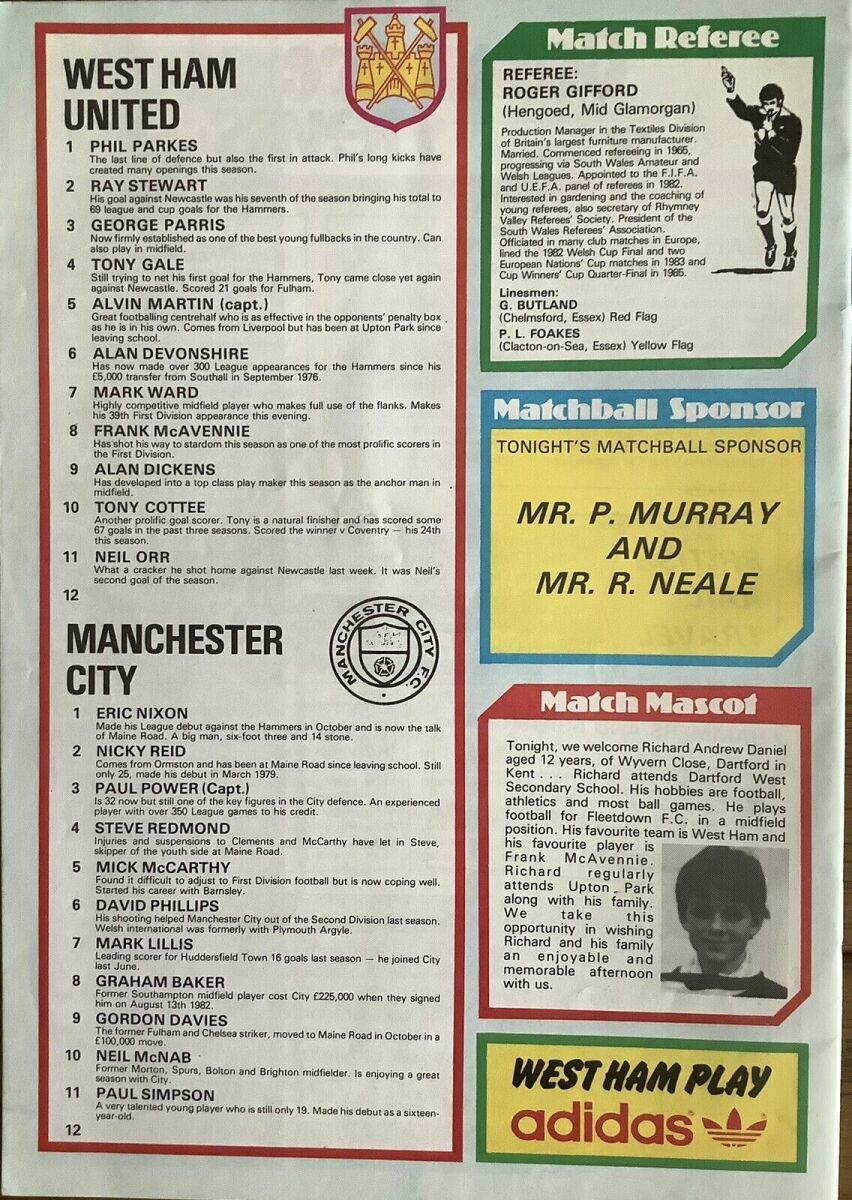 WEST HAM
UNITED
1 PHIL PARKES
The last line of defence but also the first in attack. Phil's long kicks have
created many openings this season.
2 RAY STEWART
His goal against Newcastle was his seventh of the season bringing his total to
69 league and cup goals for the Hammers.
3 GEORGE PARRIS
Now firmly established as one of the best young fullbacks in the country. Can
also play in midfield.
4 TONY GALE
Still trying to net his first goal for the Hammers, Tony came close yet again
against Newcastle. Scored 21 goals for Fulham.
5 ALVIN MARTIN (capt.)
Great footballing centrehalf who is as effective in the opponents' penalty box
as he is in his own. Comes from Liverpool but has been at Upton Park since
leaving school.
6 ALAN DEVONSHIRE
Has now made over 300 League appearances for the Hammers since his
£5,000 transfer from Southall in September 1976.
7 MARK WARD
Highly competitive midfield player who makes full use of the flanks. Makes
his 39th First Division appearance this evening.
8 FRANK McAVENNIE
Has shot his way to stardom this season as one of the most prolific scorers in
the First Division.
9 ALAN DICKENS
Has developed into a top class play maker this season as the anchor man in
midfield.
10 TONY COTTEE
Another prolific goal scorer. Tony is a natural finisher and has scored some
67 goals in the past three seasons. Scored the winner v Coventry — his 24th
this season.
11 NEIL ORR
What a cracker he shot home against Newcastle last week. It was Neil's
second goal of the season.
12
MANCHESTER
CITY
MANCHESTER CITY F.C.
1 ERIC NIXON
Made his League debut against the Hammers in October and is now the talk
of Maine Road. A big man, six-foot three and 14 stone.
2 NICKY REID
Comes from Ormston and has been at Maine Road since leaving school. Still
only 25, made his debut in March 1979.
3 PAUL POWER (Capt.)
Is 32 now but still one of the key figures in the City defence. An experienced
player with over 350 League games to his credit.
4 STEVE REDMOND
Injuries and suspensions to Clements and McCarthy have let in Steve,
skipper of the youth side at Maine Road.
5 MICK McCARTHY
Found it difficult to adjust to First Division football but is now coping well.
Started his career with Barnsley.
6 DAVID PHILLIPS
His shooting helped Manchester City out of the Second Division last season.
Welsh international was formerly with Plymouth Argyle.
7 MARK LILLIS
Leading scorer for Huddersfield Town 16 goals last season — he joined City
last June.
8 GRAHAM BAKER
Former Southampton midfield player cost City £225,000 when they signed
him on August 13th 1982.
9 GORDON DAVIES
The former Fulham and Chelsea striker, moved to Maine Road in October in a
£100,000 move.
10 NEIL McNAB
Former Morton, Spurs, Bolton and Brighton midfielder. Is enjoying a great
season with City.
11 PAUL SIMPSON
A very talented young player who is still only 19. Made his debut as a sixteen-
year-old.
12
Match Referee
REFEREE:
ROGER GIFFORD
(Hengoed, Mid Glamorgan)
Production Manager in the Textiles Division
of Britain's largest furniture manufacturer.
Married. Commenced refereeing in 1965,
progressing via South Wales Amateur and
Welsh Leagues. Appointed to the F.I.F.A.
and U.E.F.A. panel of referees in 1982.
Interested in gardening and the coaching of
young referees, also secretary of Rhymney
Valley Referees' Society. President of the
South Wales Referees' Association.
Officiated in many club matches in Europe,
lined the 1982 Welsh Cup Final and two
European Nations' Cup matches in 1983 and
Cup Winners' Cup Quarter-Final in 1985.
Linesmen:
G. BUTLAND
(Chelmsford, Essex) Red Flag
P. L. FOAKES
(Clacton-on-Sea, Essex) Yellow Flag
Matchball Sponsor
TONIGHT'S MATCHBALL SPONSOR
MR. P. MURRAY
AND
MR. R. NEALE
Match Mascot
Tonight, we welcome Richard Andrew Daniel
aged 12 years, of Wyvern Close, Dartford in
Kent . . . Richard attends Dartford West
Secondary School. His hobbies are football,
athletics and most ball games. He plays
football for Fleetdown F.C. in a midfield
position. His favourite team is West Ham and
his favourite player is
Frank McAvennie.
Richard regularly
attends Upton Park
along with his family.
We take this
opportunity in wishing
Richard and his family
an enjoyable and
memorable afternoon
with us.
WEST HAM PLAY
adidas